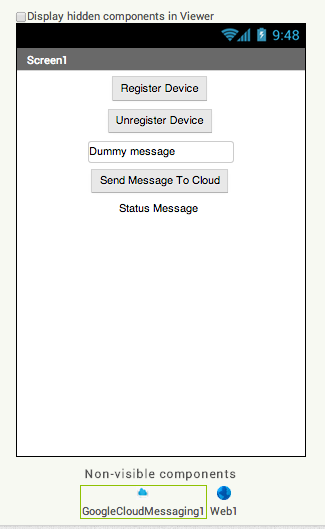 Display hidden components in Viewer
9:48
Screen1
Register Device
Unregister Device
Dummy message
Send Message To Cloud
Status Message
Non-visible components
GoogleCloudMessaging1 Web1